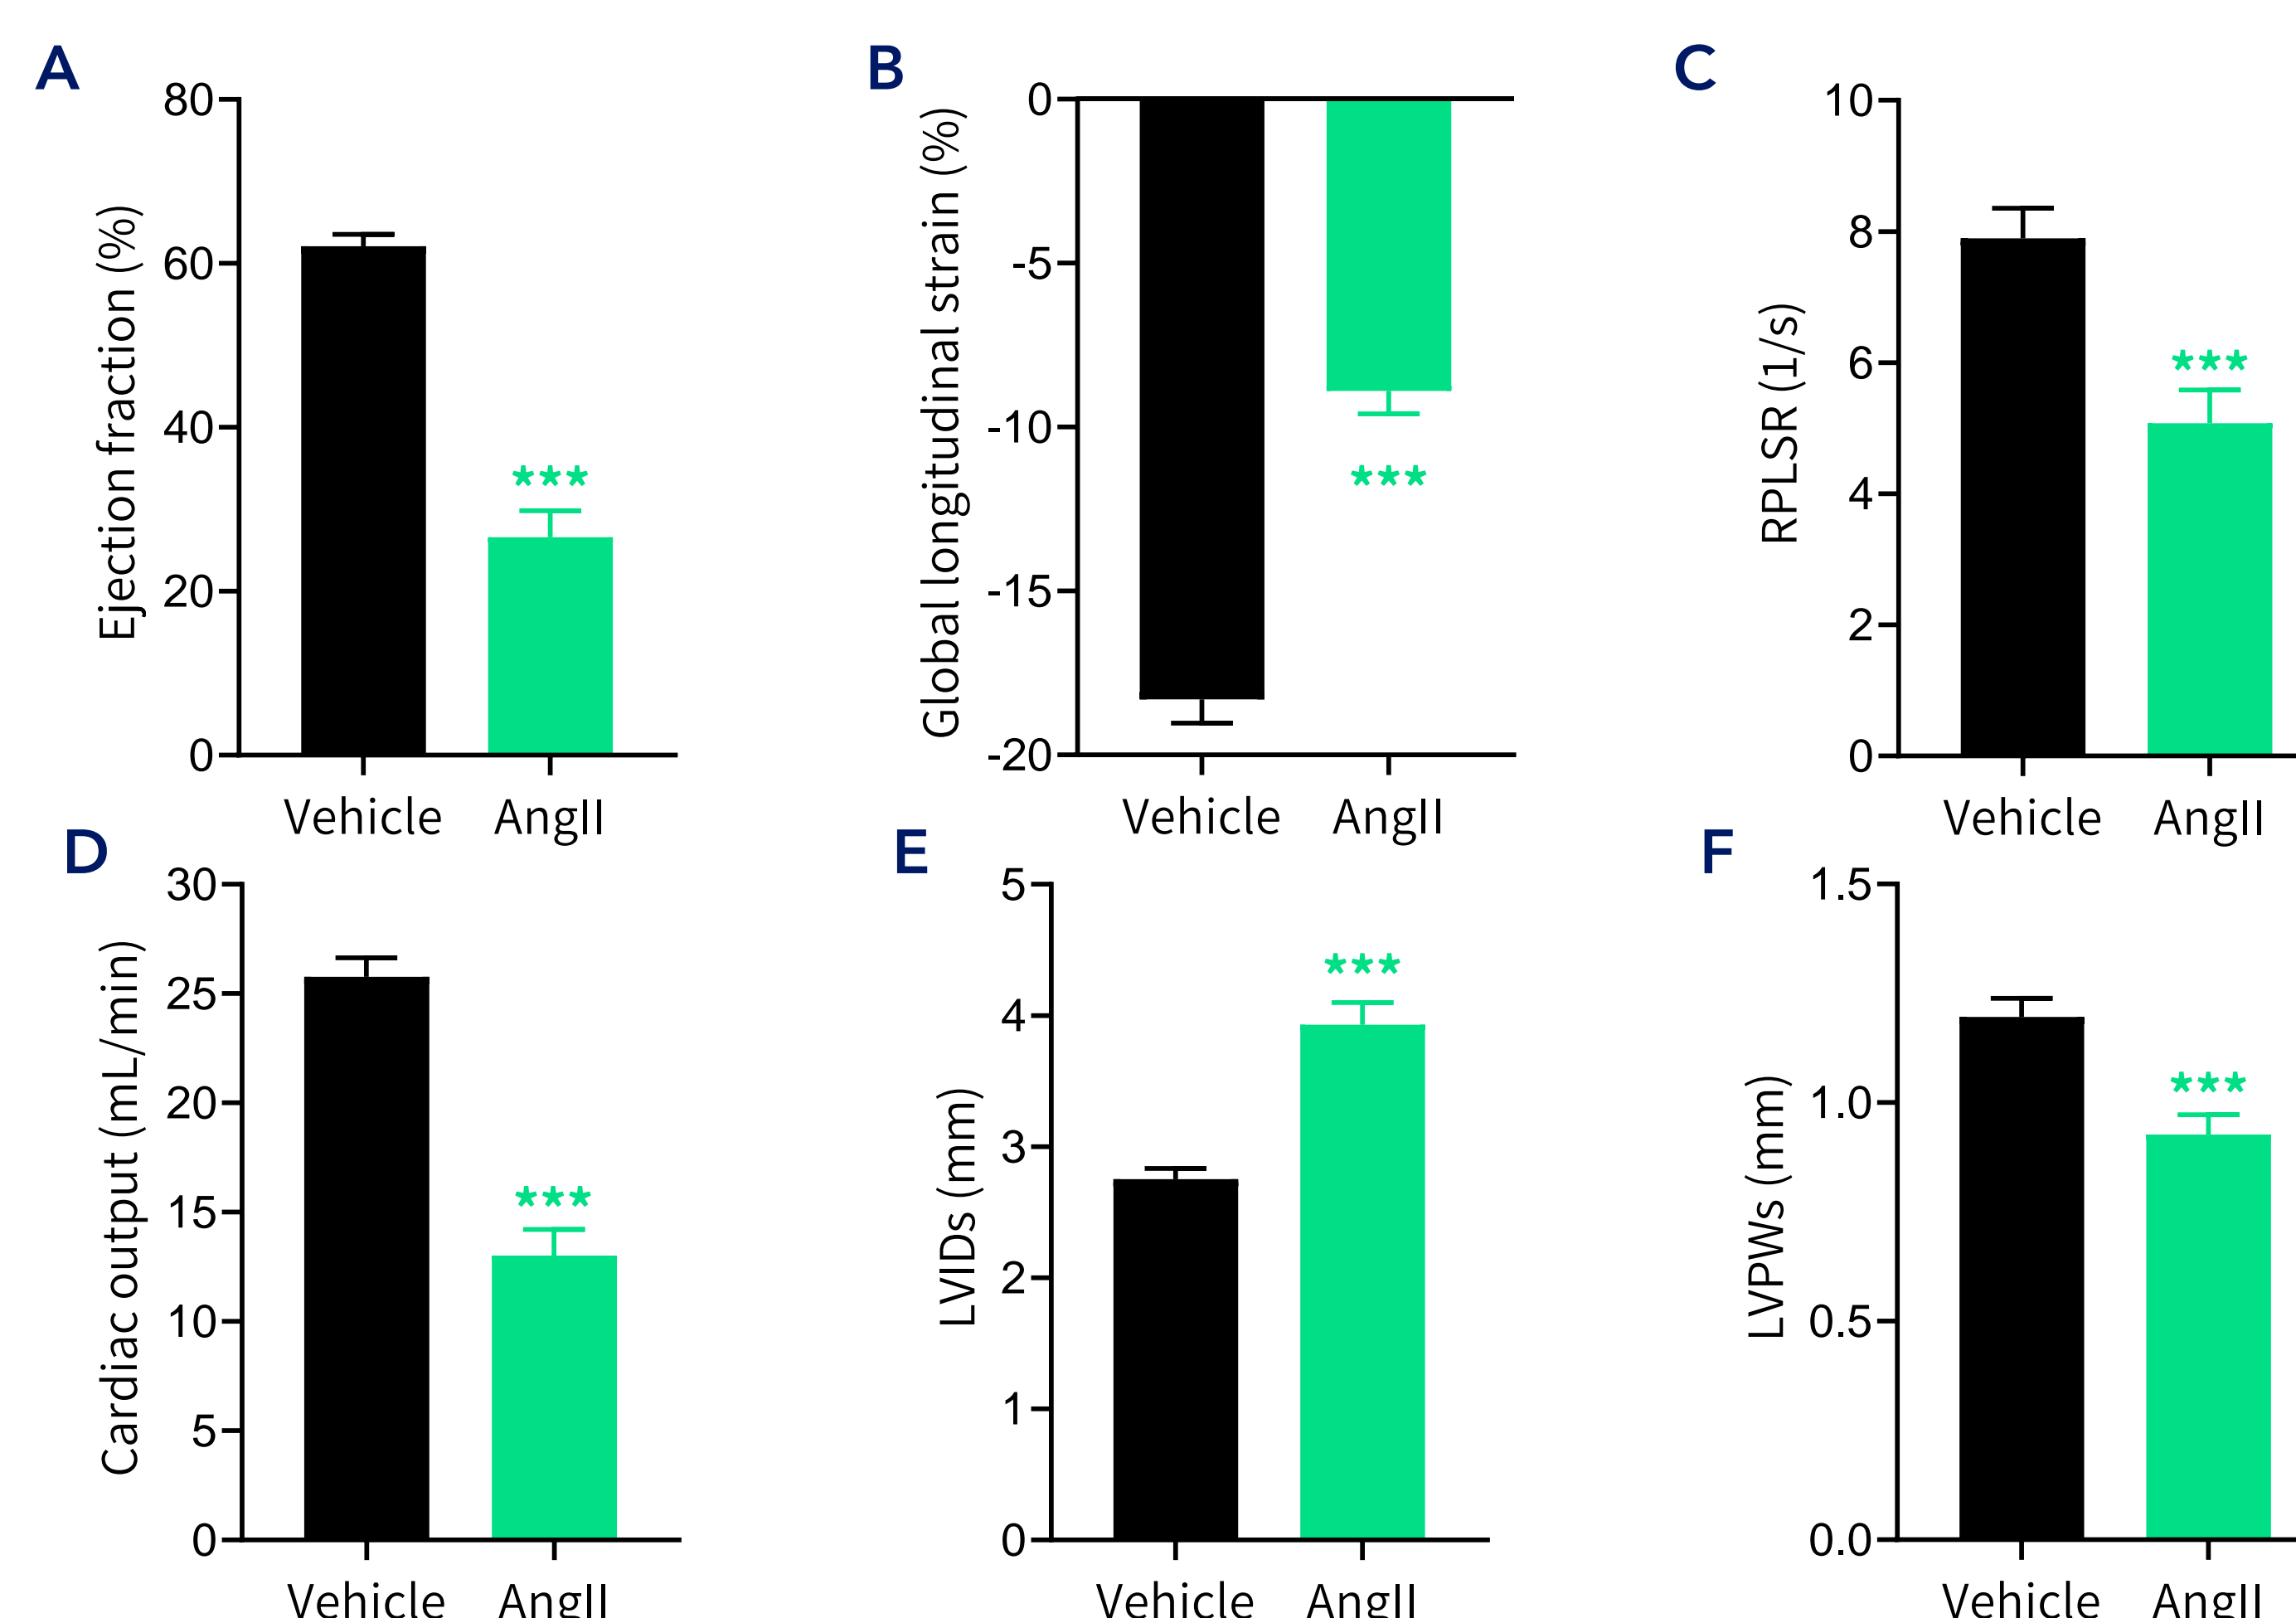 A
Ejection fraction (%)
80
60
40
20
0
***
Vehicle AngII
B
Global longitudinal strain (%)
0
-5
-10
-15
-20
***
Vehicle AngII
C
RPLSR (1/s)
10
8
6
4
2
0
***
Vehicle AngII
D
Cardiac output (mL/min)
30
25
20
15
10
5
0
***
Vehicle AngII
E
LVIDs (mm)
5
4
3
2
1
0
***
Vehicle AngII
F
LVPWs (mm)
1.5
1.0
0.5
0.0
***
Vehicle AngII